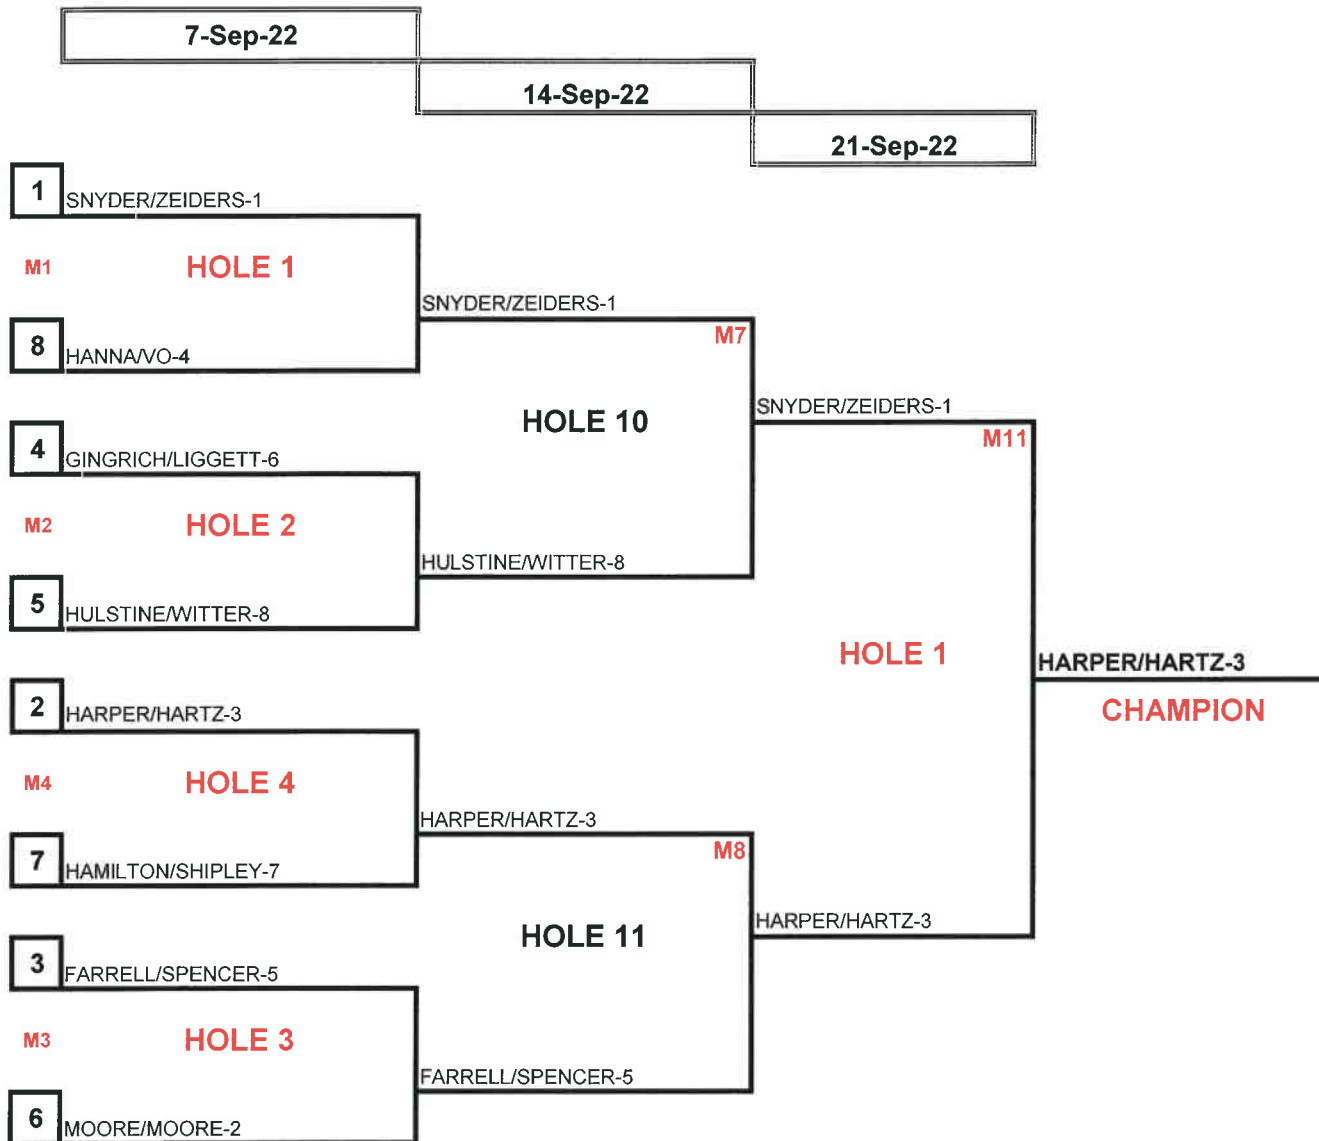 7-Sep-22
14-Sep-22
21-Sep-22
1
SNYDER/ZEIDERS-1
M1
HOLE 1
8
HANNA/VO-4
SNYDER/ZEIDERS-1
M7
4
GINGRICH/LIGGETT-6
M2
HOLE 2
5
HULSTINE/WITTER-8
HOLE 10
HULSTINE/WITTER-8
SNYDER/ZEIDERS-1
M11
2
HARPER/HARTZ-3
M4
HOLE 4
7
HAMILTON/SHIPLEY-7
HARPER/HARTZ-3
M8
3
FARRELL/SPENCER-5
M3
HOLE 3
6
MOORE/MOORE-2
HOLE 11
FARRELL/SPENCER-5
HARPER/HARTZ-3
HOLE 1
HARPER/HARTZ-3
CHAMPION